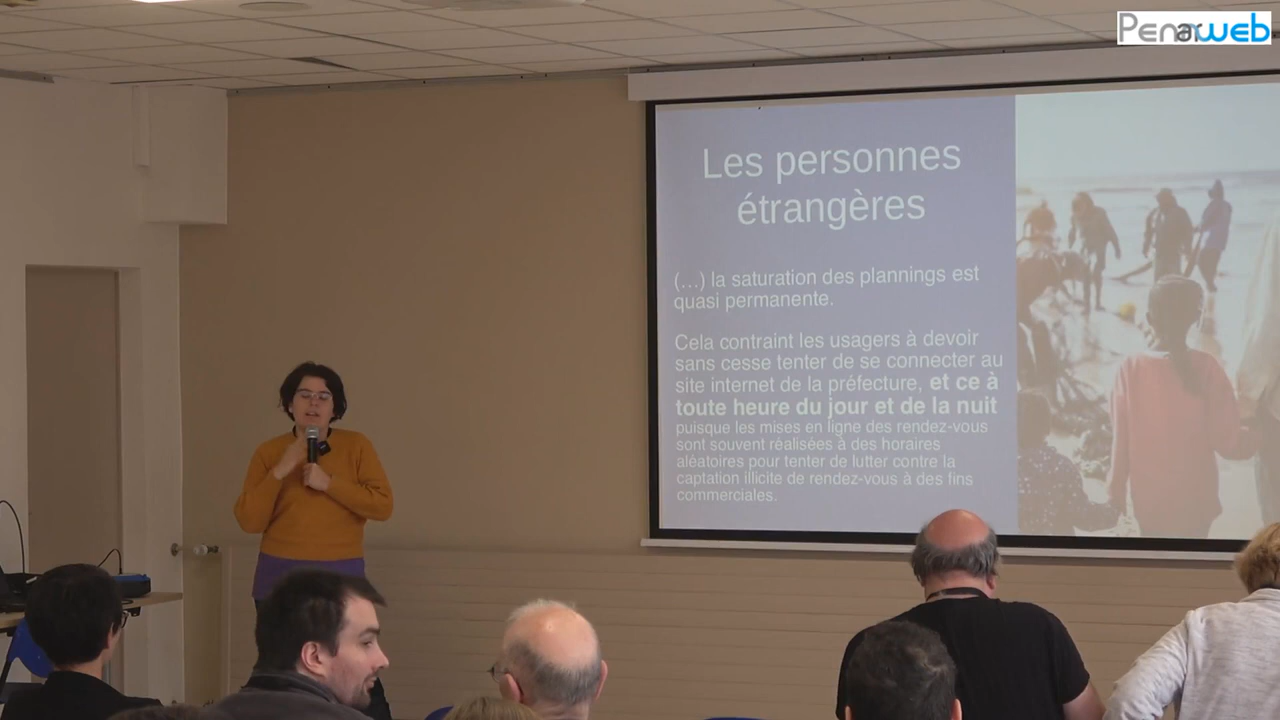 Penarweb
Les personnes
étrangères
(…) la saturation des plannings est
quasi permanente.
Cela contraint les usagers à devoir
sans cesse tenter de se connecter au
site internet de la préfecture, et ce à
toute heure du jour et de la nuit
puisque les mises en ligne des rendez-vous
sont souvent réalisées à des horaires
aléatoires pour tenter de lutter contre la
captation illicite de rendez-vous à des fins
commerciales.